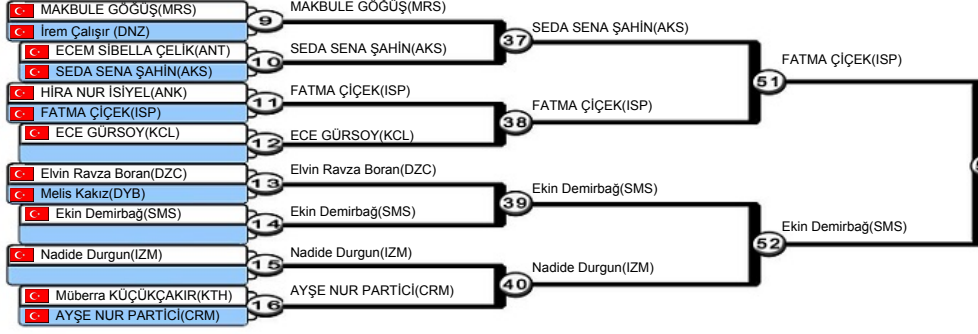 MAKBULE GÖĞÜŞ(MRS)
İrem Çalışır (DNZ)
9
MAKBULE GÖĞÜŞ(MRS)
ECEM SİBELLA ÇELİK(ANT)
SEDA SENA ŞAHİN(AKS)
10
SEDA SENA ŞAHİN(AKS)
37
SEDA SENA ŞAHİN(AKS)
HİRA NUR İSİYEL(ANK)
FATMA ÇİÇEK(ISP)
11
FATMA ÇİÇEK(ISP)
ECE GÜRSOY(KCL)
12
ECE GÜRSOY(KCL)
38
FATMA ÇİÇEK(ISP)
51
FATMA ÇİÇEK(ISP)
Elvin Ravza Boran(DZC)
Melis Kakız(DYB)
13
Elvin Ravza Boran(DZC)
Ekin Demirbağ(SMS)
14
Ekin Demirbağ(SMS)
39
Ekin Demirbağ(SMS)
Nadide Durgun(IZM)
15
Nadide Durgun(IZM)
Müberra KÜÇÜKÇAKIR(KTH)
AYŞE NUR PARTİCİ(CRM)
16
AYŞE NUR PARTİCİ(CRM)
40
Nadide Durgun(IZM)
52
Ekin Demirbağ(SMS)